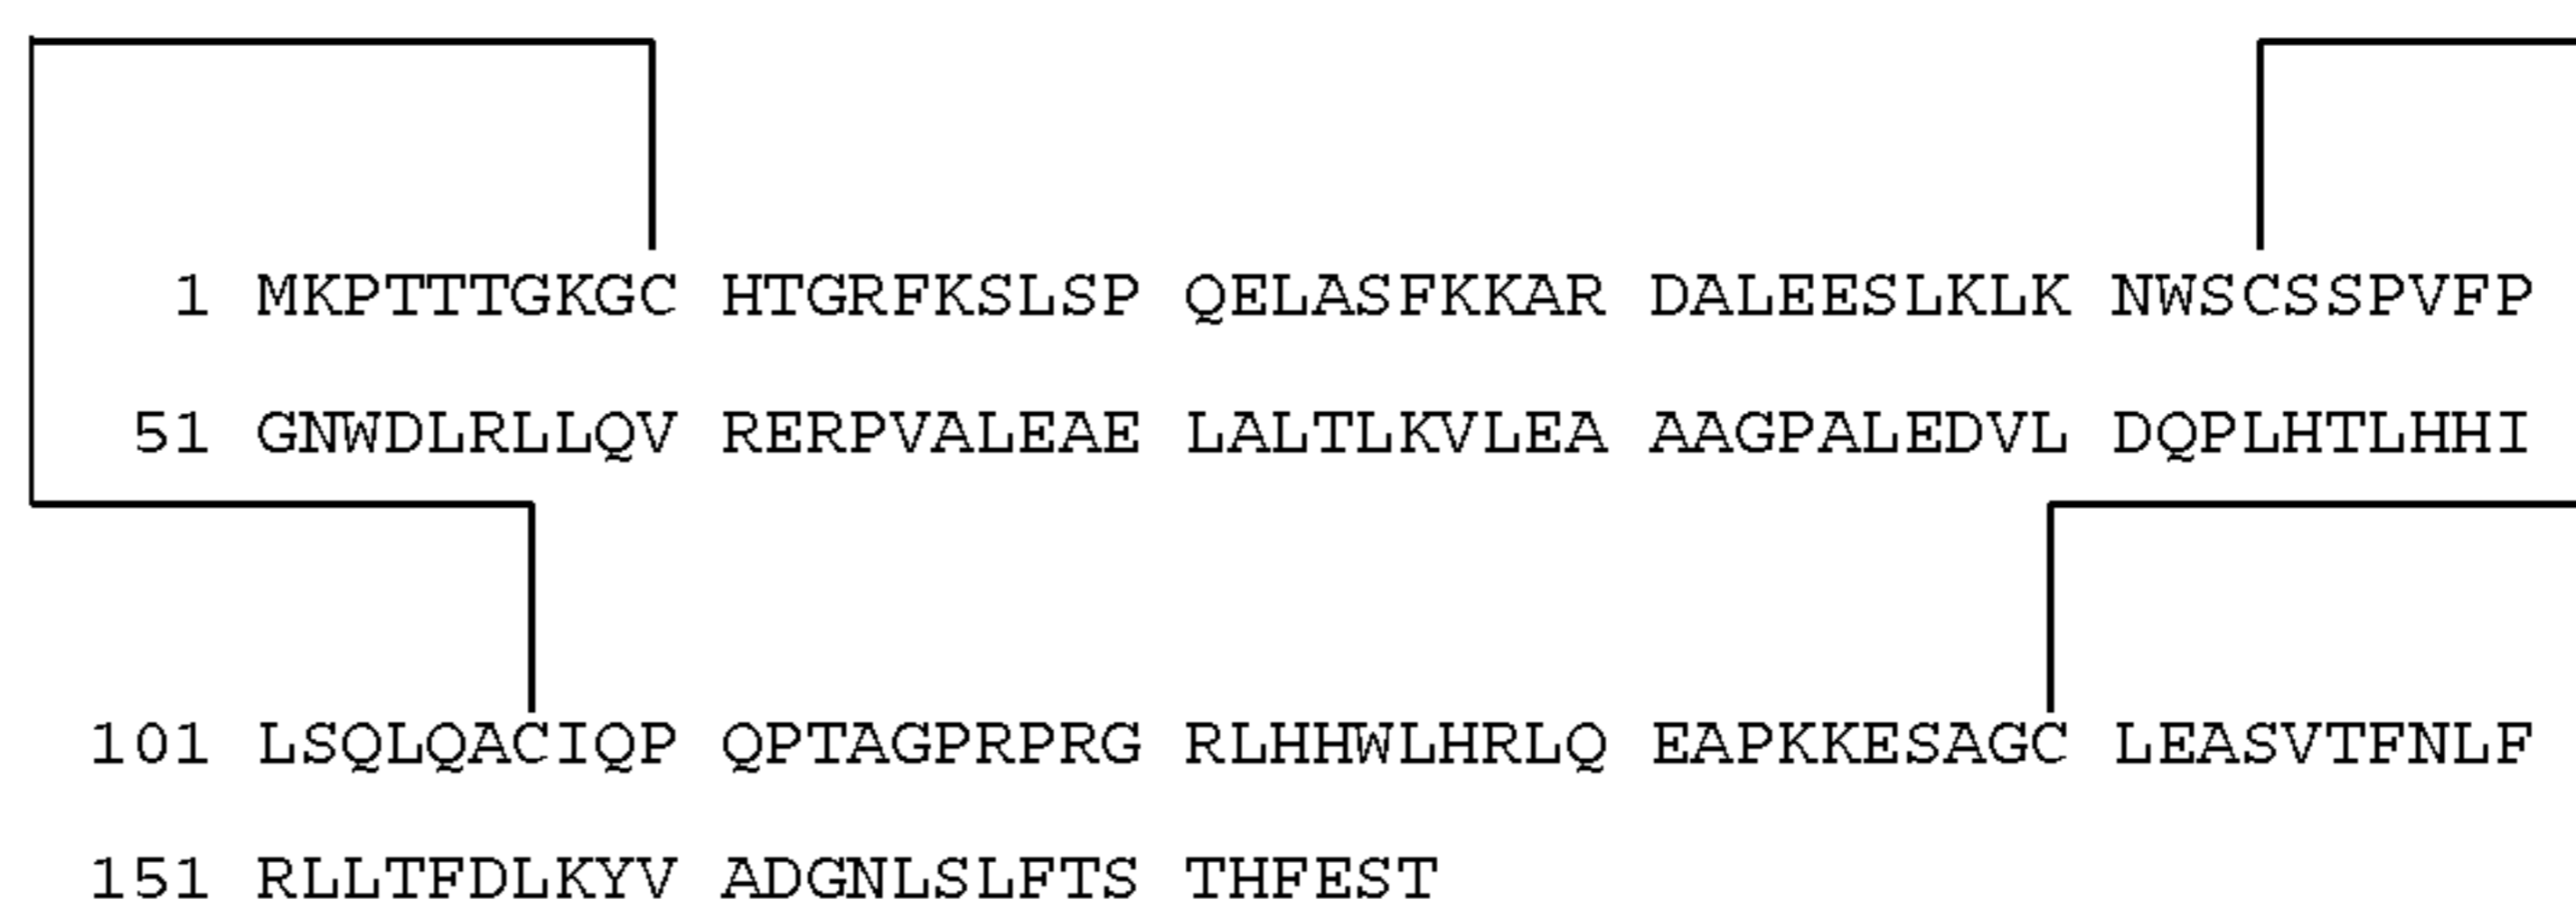 1 MKPTTTGKGC HTGRFKSLSP QELASFKKAR DALEESLKLK NWSCSSPVFP
51 GNWDLRLLQV RERPVALEAE LALTLKVLEA AAGPALEDVL DQPLHTLHHI
101 LSQLQACIQP QPTAGPRPRG RLHHWLHRLQ EAPKKESAGC LEASVTFNLF
151 RLLTFDLKYV ADGNLSLFTS THFEST